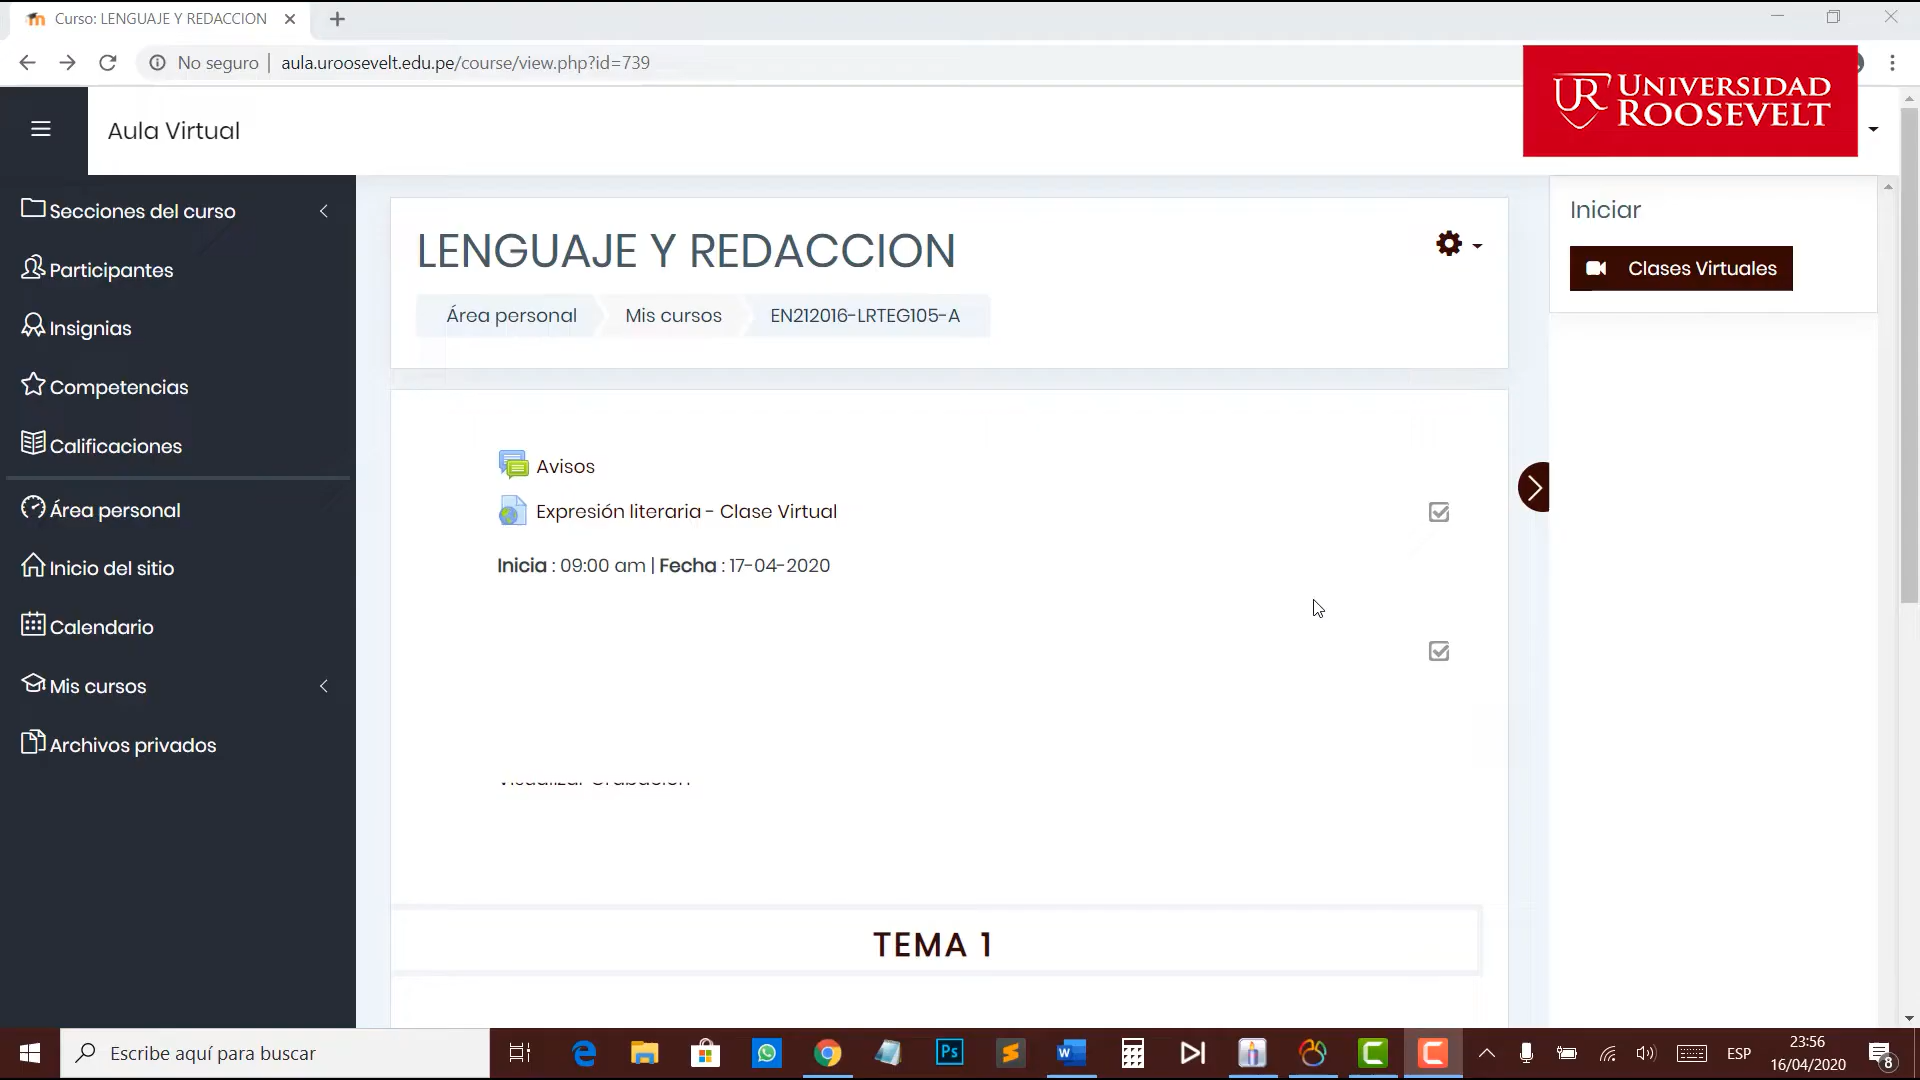 Curso: LENGUAJE Y REDACCION
No seguro | aula.uroosevelt.edu.pe/course/view.php?id=739
UR UNIVERSIDAD
ROOSEVELT
Aula Virtual
Secciones del curso
Participantes
Insignias
Competencias
Calificaciones
Área personal
Inicio del sitio
Calendario
Mis cursos
Archivos privados
LENGUAJE Y REDACCION
Área personal
Mis cursos
EN212016-LRTEG105-A
Avisos
Expresión literaria - Clase Virtual
Inicia : 09:00 am | Fecha : 17-04-2020
TEMA 1
Iniciar
Clases Virtuales
Escribe aquí para buscar
Ps
ESP
23:56
16/04/2020
8